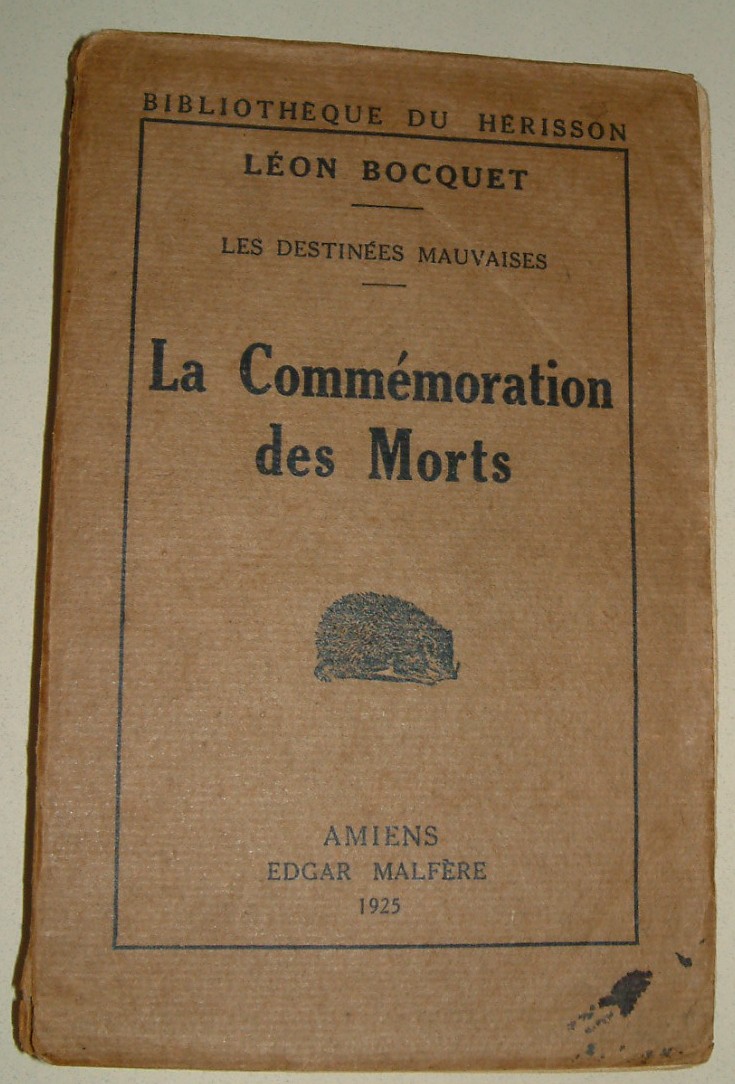 BIBLIOTHÈQUE DU HÉRISSON
LÉON BOCQUET
LES DESTINÉES MAUVAISES
La Commémoration
des Morts
AMIENS
EDGAR MALFÈRE
1925